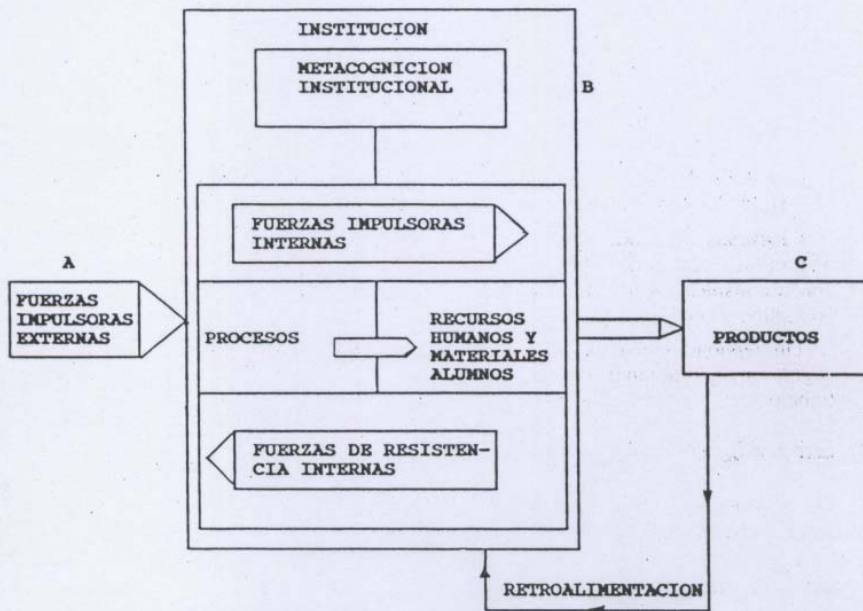 INSTITUCION
METACOGNICION
INSTITUCIONAL
B
FUERZAS IMPULSORAS
INTERNAS
A
FUERZAS
IMPULSORAS
EXTERNAS
PROCESOS
RECURSOS
HUMANOS Y
MATERIALES
ALUMNOS
C
PRODUCTOS
FUERZAS DE RESISTEN-
CIA INTERNAS
RETROALIMENTACION